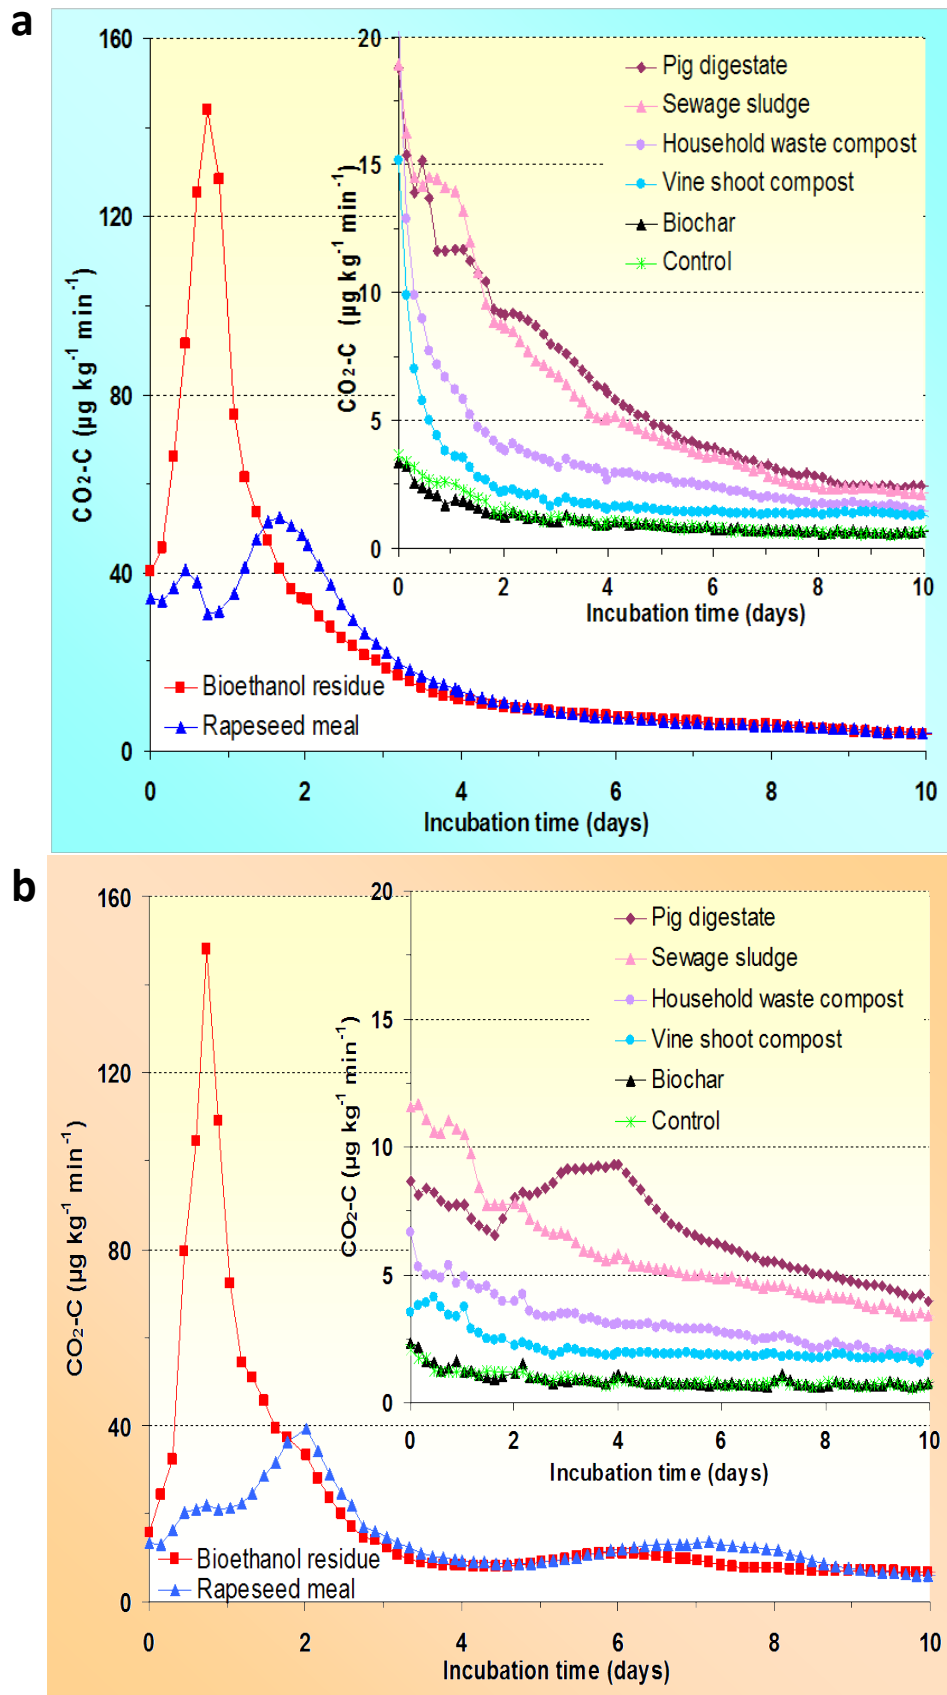 a
160
120
80
40
0
CO₂-C (µg kg⁻¹ min⁻¹)
0 2 4 6 8 10
Incubation time (days)
Bioethanol residue
Rapeseed meal
20
15
10
5
0
CO₂-C (µg kg⁻¹ min⁻¹)
Pig digestate
Sewage sludge
Household waste compost
Vine shoot compost
Biochar
Control
0 2 4 6 8 10
Incubation time (days)
b
160
120
80
40
0
CO₂-C (µg kg⁻¹ min⁻¹)
0 2 4 6 8 10
Incubation time (days)
Bioethanol residue
Rapeseed meal
20
15
10
5
0
CO₂-C (µg kg⁻¹ min⁻¹)
Pig digestate
Sewage sludge
Household waste compost
Vine shoot compost
Biochar
Control
0 2 4 6 8 10
Incubation time (days)